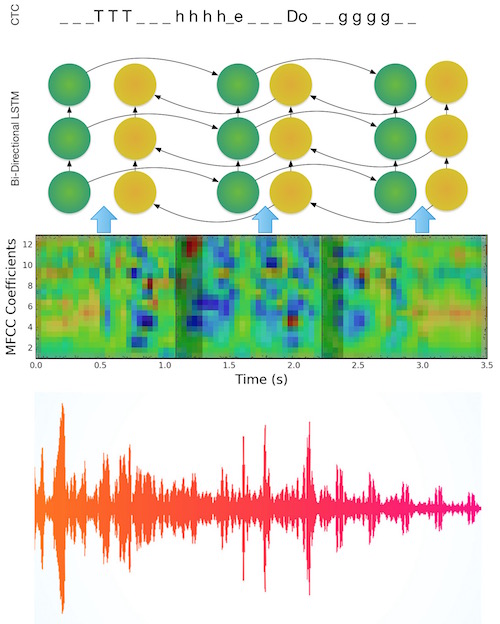 CTC
_ _ _ T T T _ _ _ h h h h _ e _ _ _ Do _ _ g g g g _ _
Bi-Directional LSTM
MFCC Coefficients
12
10
8
6
4
2
0.0 0.5 1.0 1.5 2.0 2.5 3.0 3.5
Time (s)